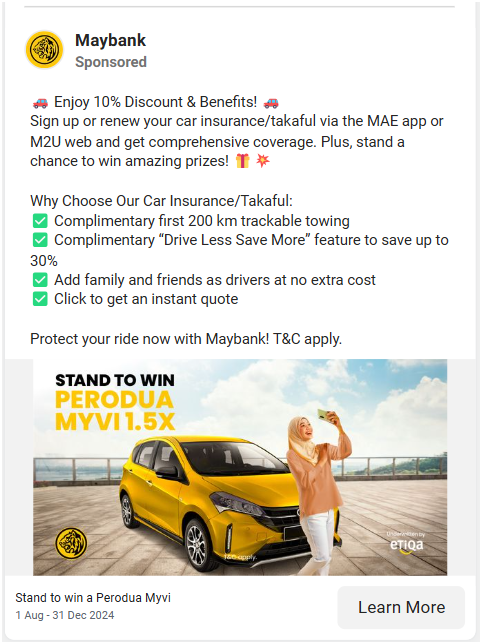 Maybank
Sponsored
🚗 Enjoy 10% Discount & Benefits! 🚗
Sign up or renew your car insurance/takaful via the MAE app or
M2U web and get comprehensive coverage. Plus, stand a
chance to win amazing prizes! 🎁 💥
Why Choose Our Car Insurance/Takaful:
✅ Complimentary first 200 km trackable towing
✅ Complimentary “Drive Less Save More” feature to save up to
30%
✅ Add family and friends as drivers at no extra cost
✅ Click to get an instant quote
Protect your ride now with Maybank! T&C apply.
STAND TO WIN
PERODUA
MYVI 1.5X
Underwritten by
etiqa
T&C apply.
Stand to win a Perodua Myvi
1 Aug - 31 Dec 2024
Learn More